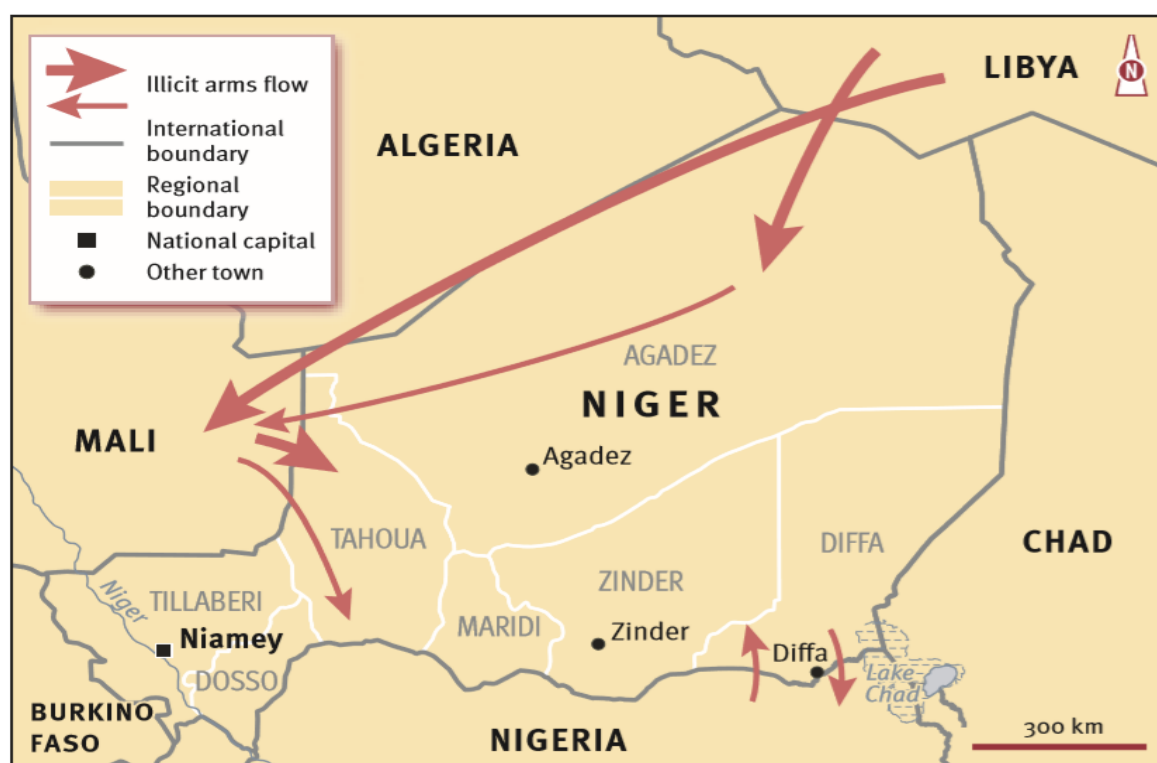 Illicit arms flow
International
boundary
Regional
boundary
National capital
Other town
LIBYA
N
ALGERIA
AGADEZ
NIGER
MALI
Agadez
TAHOUA
DIFFA
CHAD
ZINDER
Niger
TILLABERI
MARIDI
Zinder
Niamey
Diffa
DOSSO
Lake
Chad
BURKINO
FASO
NIGERIA
300 km